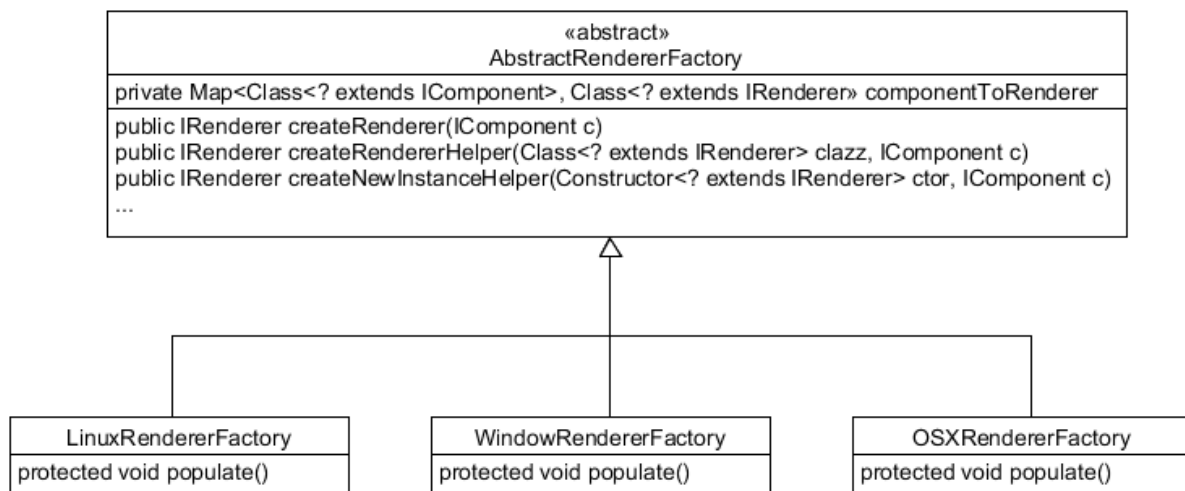 «abstract»
AbstractRendererFactory
private Map<Class<? extends IComponent>, Class<? extends IRenderer» componentToRenderer
public IRenderer createRenderer(IComponent c)
public IRenderer createRendererHelper(Class<? extends IRenderer> clazz, IComponent c)
public IRenderer createNewInstanceHelper(Constructor<? extends IRenderer> ctor, IComponent c)
...
LinuxRendererFactory
protected void populate()
WindowRendererFactory
protected void populate()
OSXRendererFactory
protected void populate()